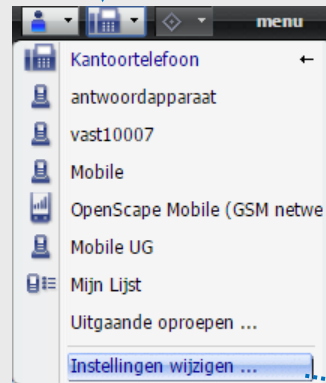 menu
Kantoortelefoon ←
antwoordapparaat
vast10007
Mobile
OpenScape Mobile (GSM netwe
Mobile UG
Mijn Lijst
Uitgaande oproepen ...
Instellingen wijzigen ...